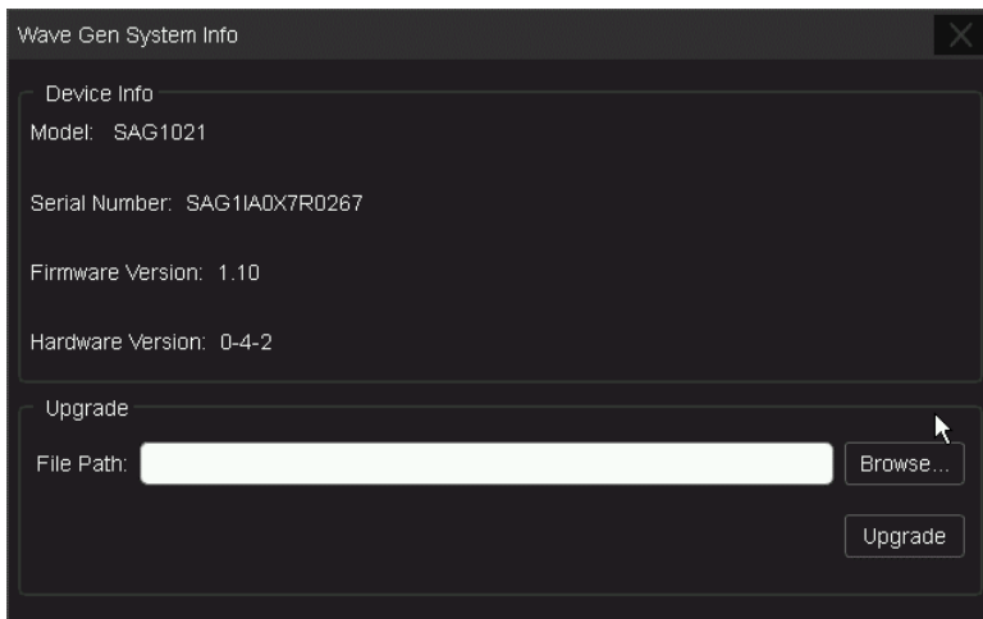 Wave Gen System Info
Device Info
Model: SAG1021
Serial Number: SAG1IA0X7R0267
Firmware Version: 1.10
Hardware Version: 0-4-2
Upgrade
File Path:
Browse...
Upgrade